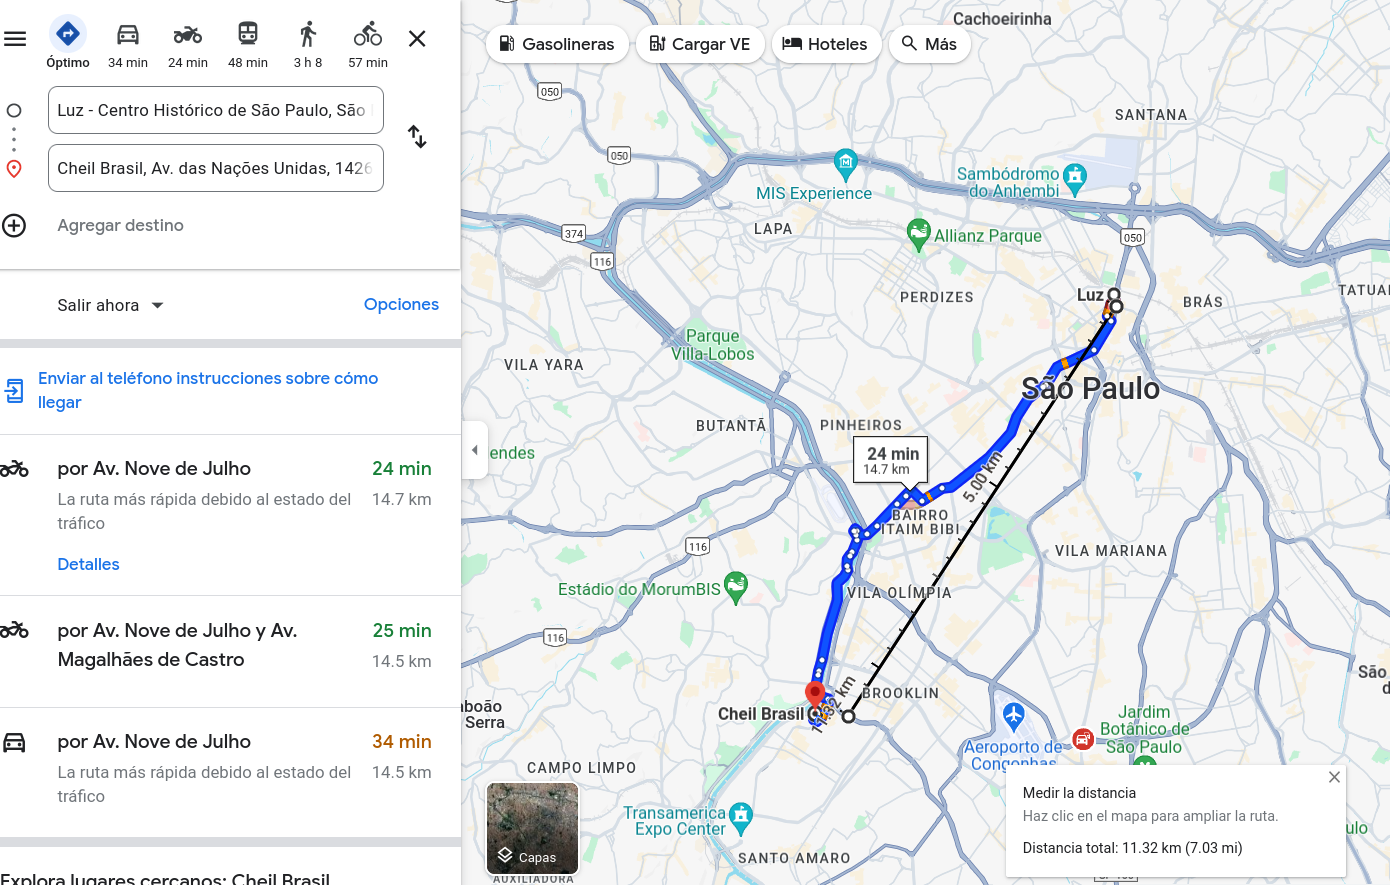 Óptimo
34 min
24 min
48 min
3 h 8
57 min
Luz - Centro Histórico de São Paulo, São
Cheil Brasil, Av. das Nações Unidas, 1426
Agregar destino
Salir ahora
Opciones
Enviar al teléfono instrucciones sobre cómo
llegar
por Av. Nove de Julho
24 min
La ruta más rápida debido al estado del
tráfico
14.7 km
Detalles
por Av. Nove de Julho y Av.
Magalhães de Castro
25 min
14.5 km
por Av. Nove de Julho
34 min
La ruta más rápida debido al estado del
tráfico
14.5 km
Explora lugares cercanos: Cheil Brasil
Gasolineras
Cargar VE
Hoteles
Más
Cachoeirinha
050
SANTANA
050
MIS Experience
Sambódromo
do Anhembi
374
LAPA
Allianz Parque
050
116
PERDIZES
Luz
BRÁS
TATUA
Parque
Villa-Lobos
VILA YARA
São Paulo
BUTANTÃ
PINHEIROS
endes
24 min
14.7 km
5.00 km
BAIRRO
ITAIM BIBI
116
VILA MARIANA
Estádio do MorumBIS
VILA OLÍMPIA
116
São
d
BROOKLIN
11.32 km
Cheil Brasil
boão
Serra
Jardim
Botânico de
São Paulo
Aeroporto de
Congonhas
CAMPO LIMPO
Transamerica
Expo Center
SANTO AMARO
Capas
AUXILIADORA
Medir la distancia
Haz clic en el mapa para ampliar la ruta.
Distancia total: 11.32 km (7.03 mi)
ulo